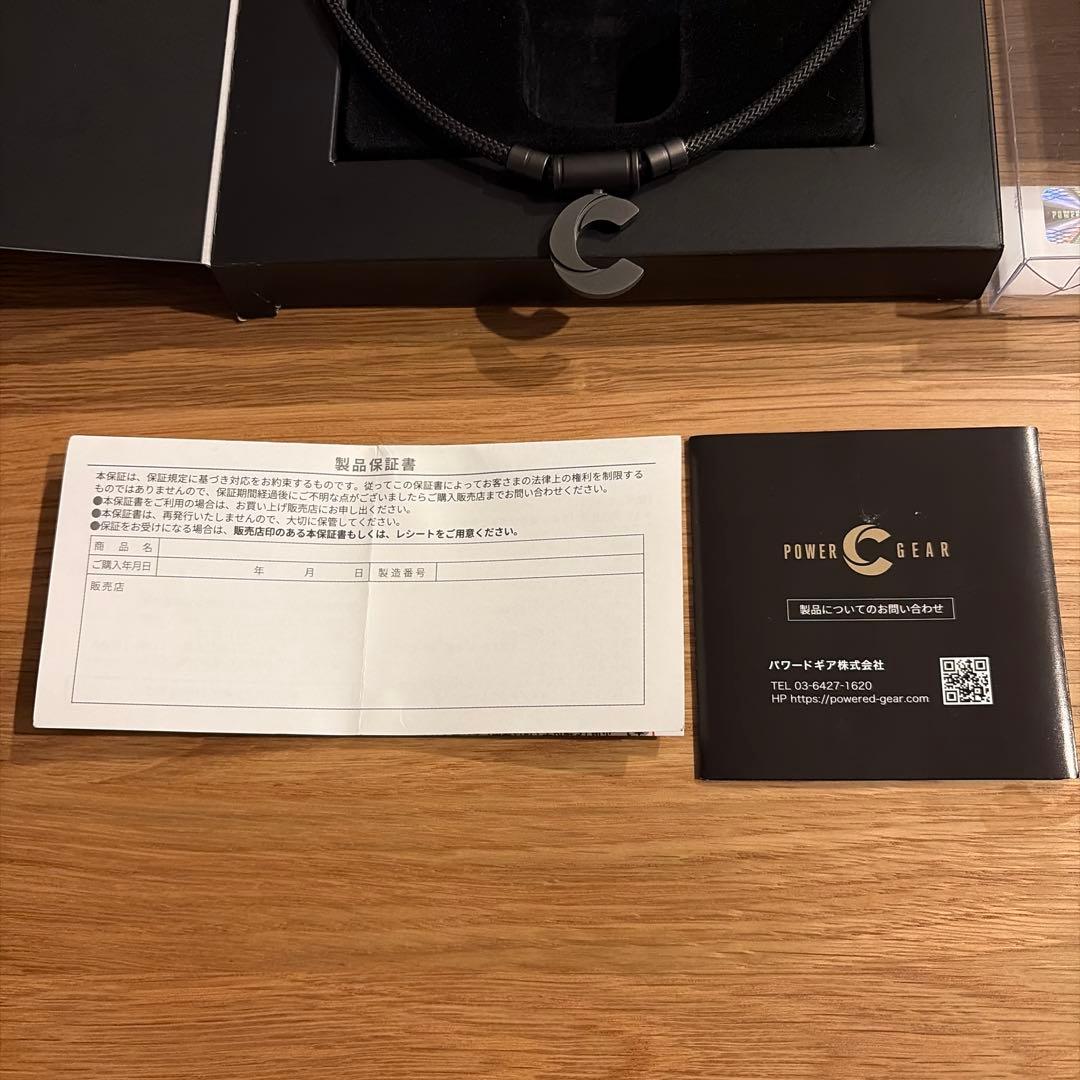 POWER
製品保証書
本保証は、保証規定に基づき対応をお約束するものです。従ってこの保証書によってお客さまの法律上の権利を制限する
ものではありませんので、保証期間経過後にご不明な点がございましたらご購入販売店までお問い合わせください。
●本保証書をご利用の場合は、お買い上げ販売店にお申し出ください。
●本保証書は、再発行いたしませんので、大切に保管してください。
●保証をお受けになる場合は、販売店印のある本保証書もしくは、レシートをご用意ください。
商 品 名
ご購入年月日 年 月 日 製造番号
販売店
POWER GEAR
製品についてのお問い合わせ
パワードギア株式会社
TEL 03-6427-1620
HP https://powered-gear.com